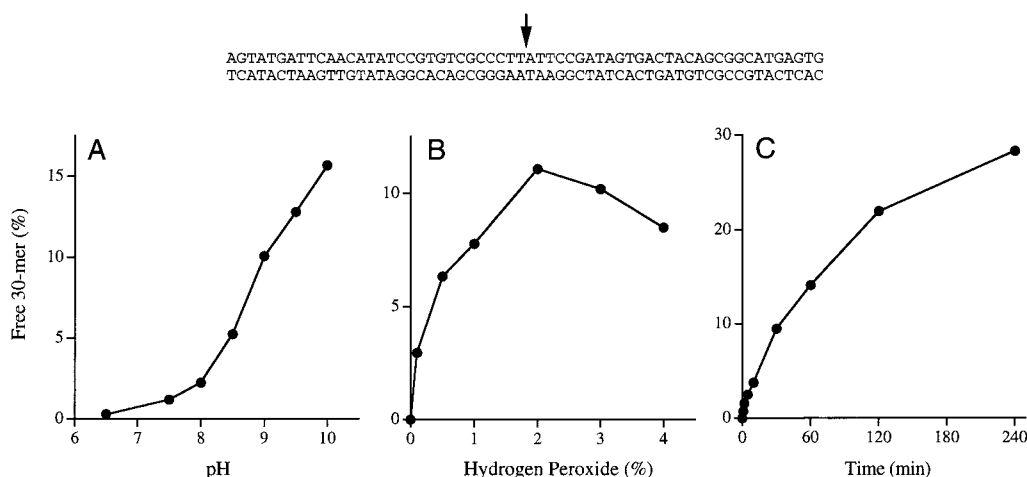 AGTATGATTCAACATATCCGTGTCGCCCTTATTCCGATAGTGACTACAGCGGCATGAGTG
TCATACTAAGTTGTATAGGCACAGCGGGAATAAGGCTATCACTGATGTCGCCGTACTCAC
A
B
C
Free 30-mer (%)
15
10
5
0
6 7 8 9 10
pH
10
5
0
0 1 2 3 4
Hydrogen Peroxide (%)
30
20
10
0
0 60 120 180 240
Time (min)